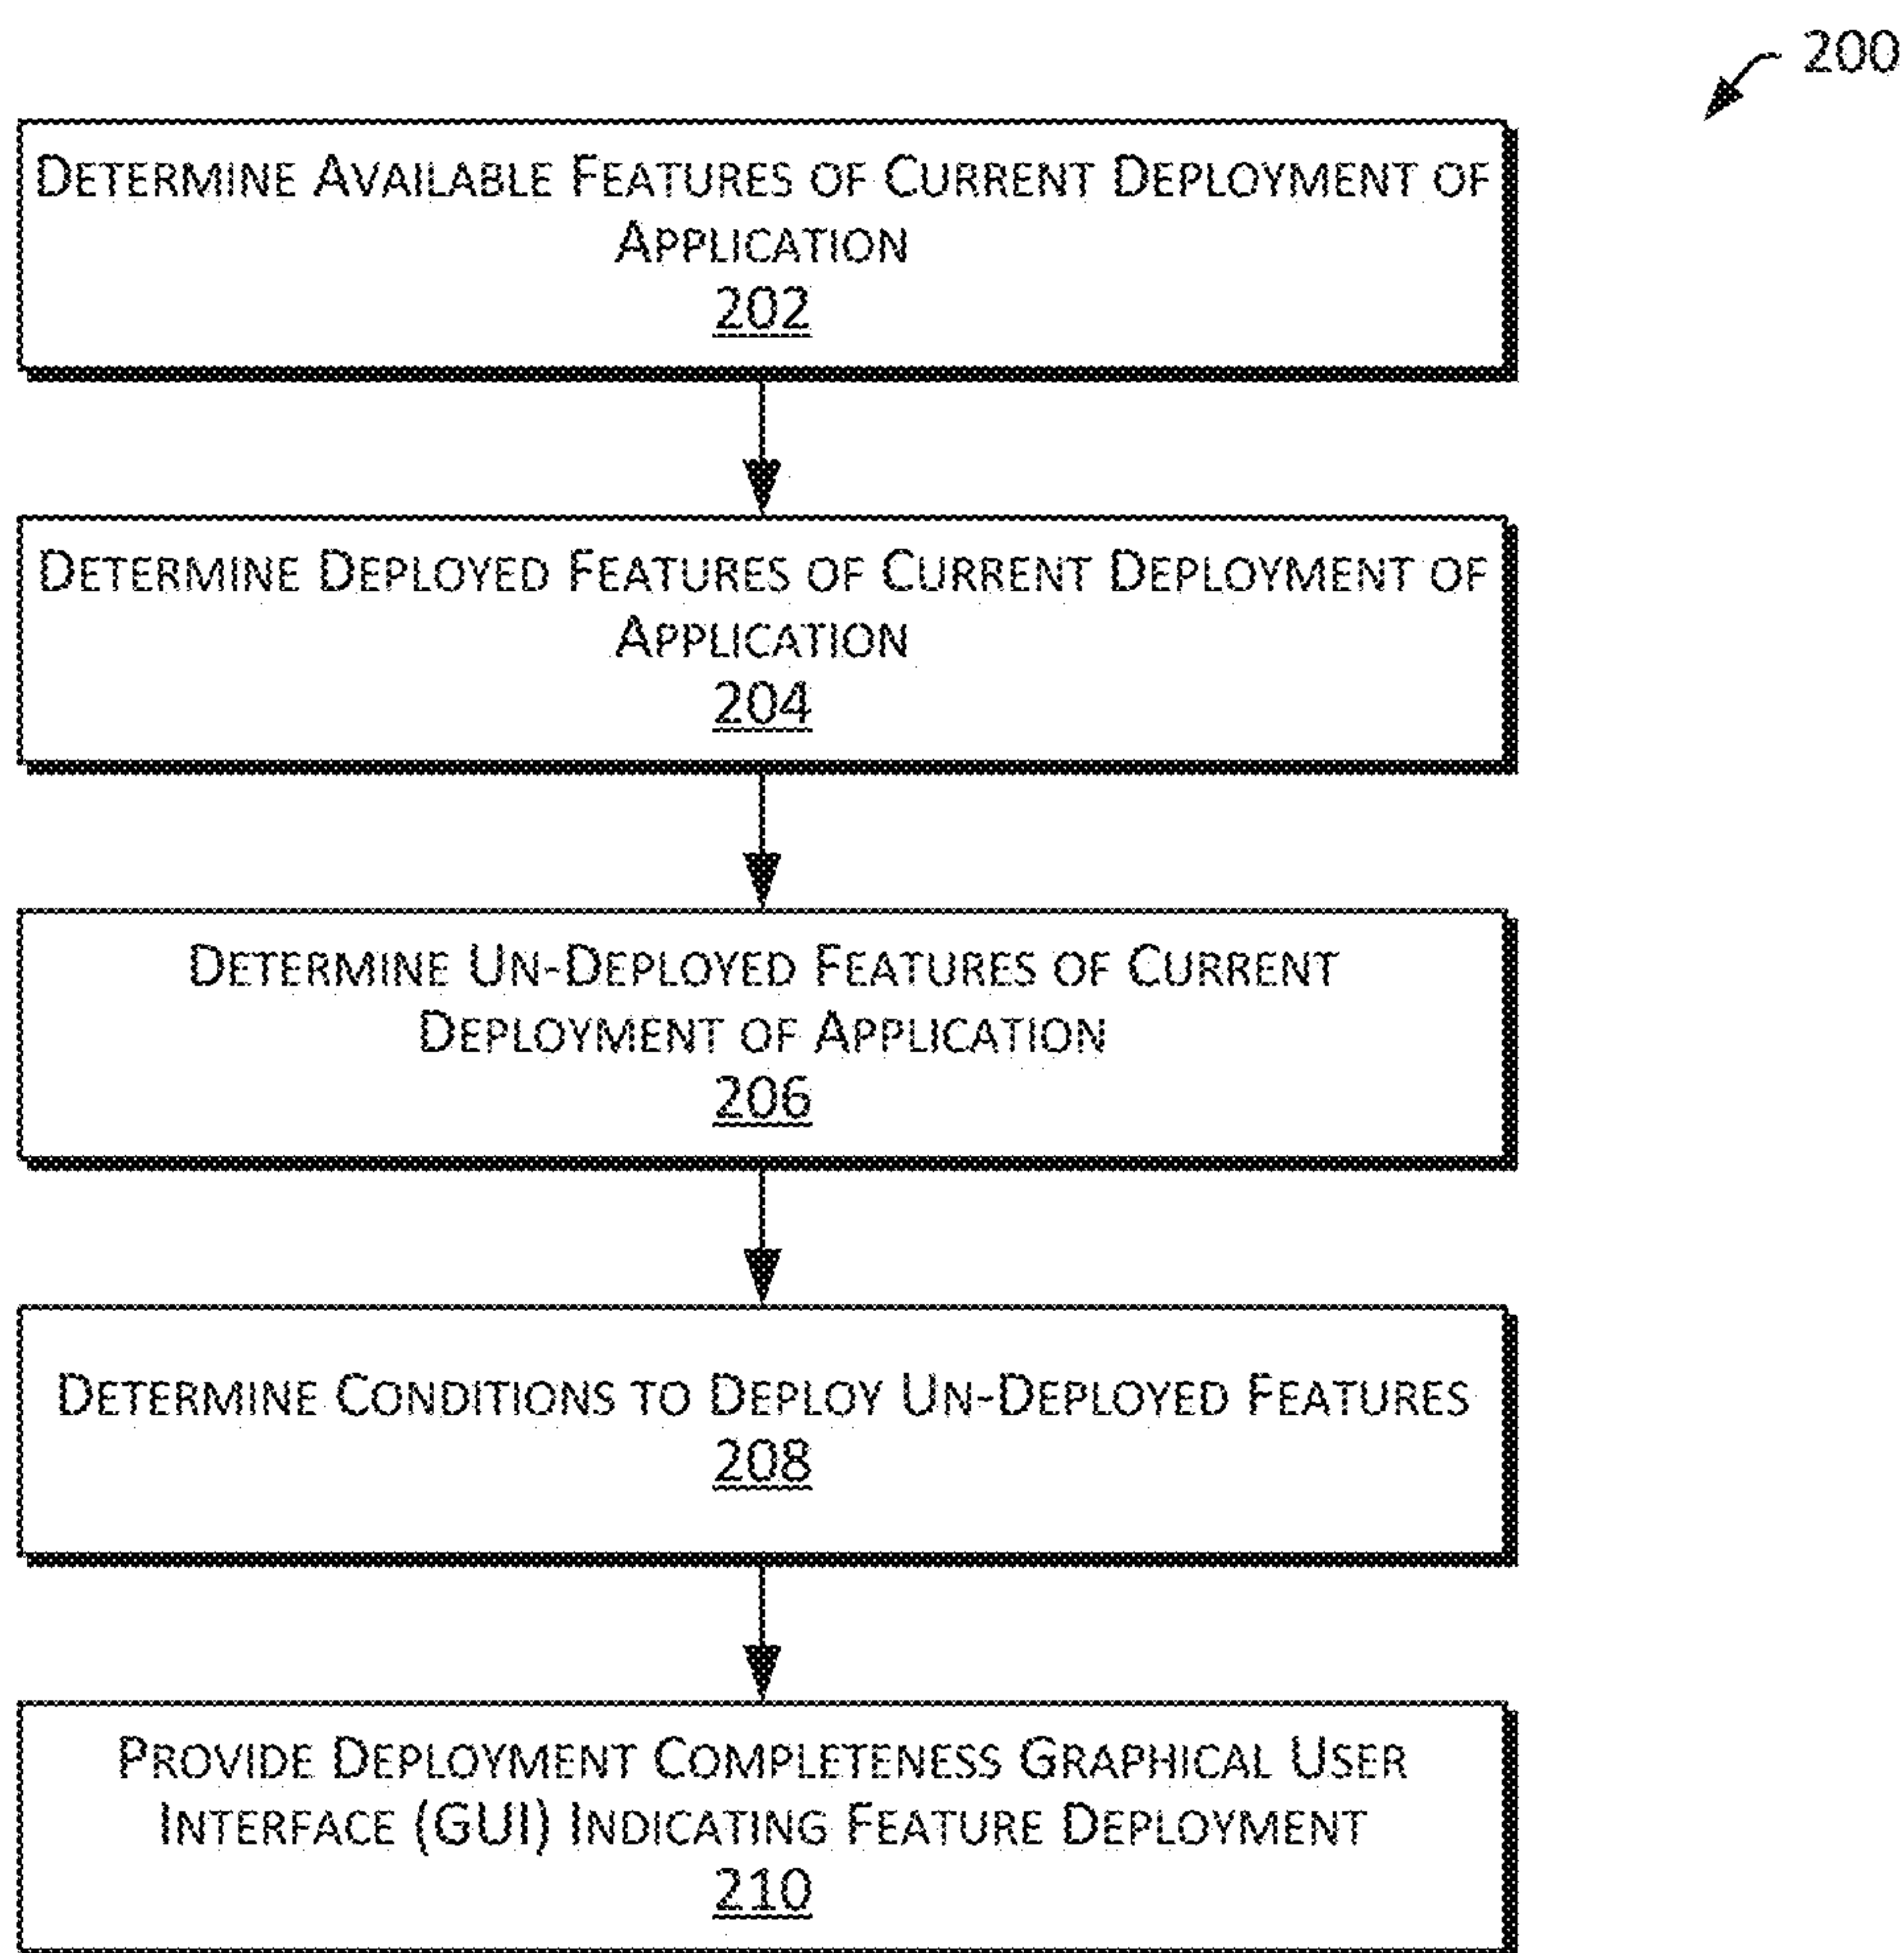 200
DETERMINE AVAILABLE FEATURES OF CURRENT DEPLOYMENT OF
APPLICATION
202
DETERMINE DEPLOYED FEATURES OF CURRENT DEPLOYMENT OF
APPLICATION
204
DETERMINE UN-DEPLOYED FEATURES OF CURRENT
DEPLOYMENT OF APPLICATION
206
DETERMINE CONDITIONS TO DEPLOY UN-DEPLOYED FEATURES
208
PROVIDE DEPLOYMENT COMPLETENESS GRAPHICAL USER
INTERFACE (GUI) INDICATING FEATURE DEPLOYMENT
210